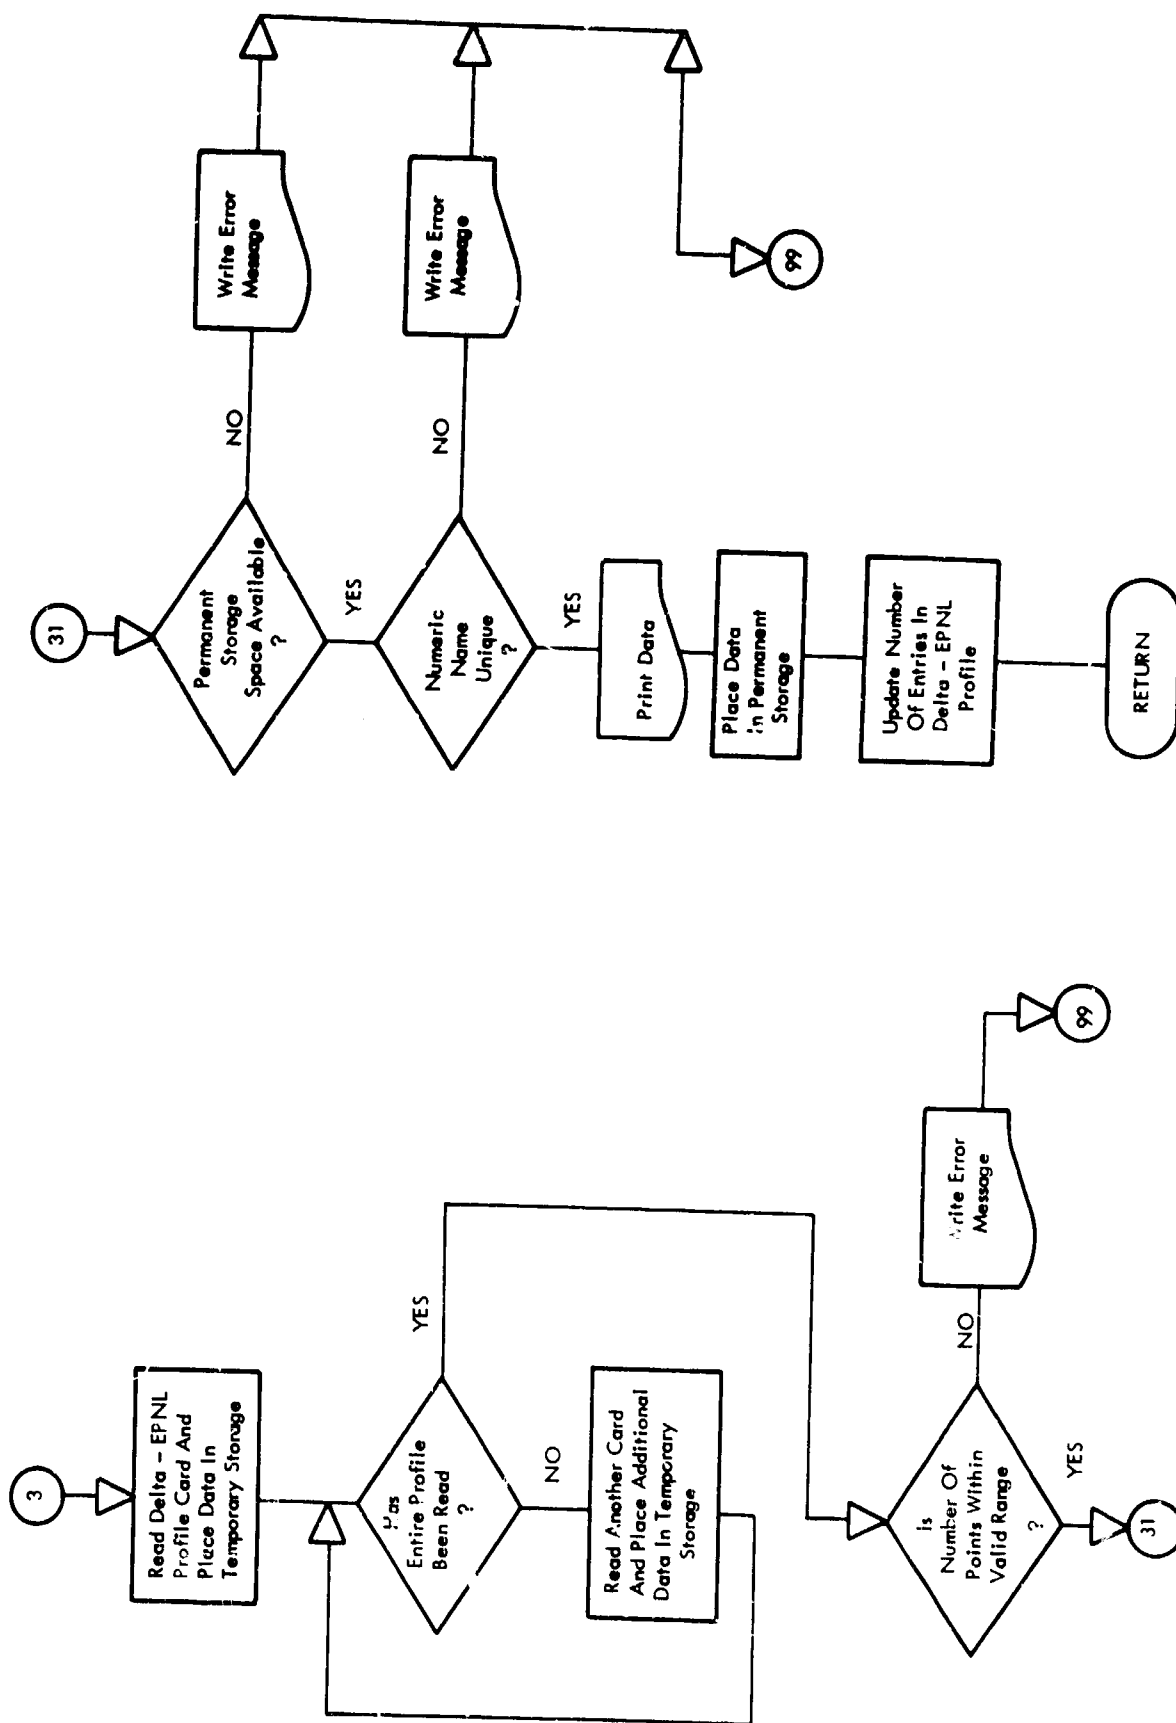 3
Read Delta - EPNL
Profile Card And
Place Data In
Temporary Storage
Has
Entire Profile
Been Read
?
YES
NO
Read Another Card
And Place Additional
Data In Temporary
Storage
Is
Number Of
Points Within
Valid Range
?
NO
Write Error
Message
99
YES
31
31
Permanent
Storage
Space Available
?
NO
Write Error
Message
YES
Numeric
Name
Unique
?
NO
Write Error
Message
99
YES
Print Data
Place Data
In Permanent
Storage
Update Number
Of Entries In
Delta - EPNL
Profile
RETURN